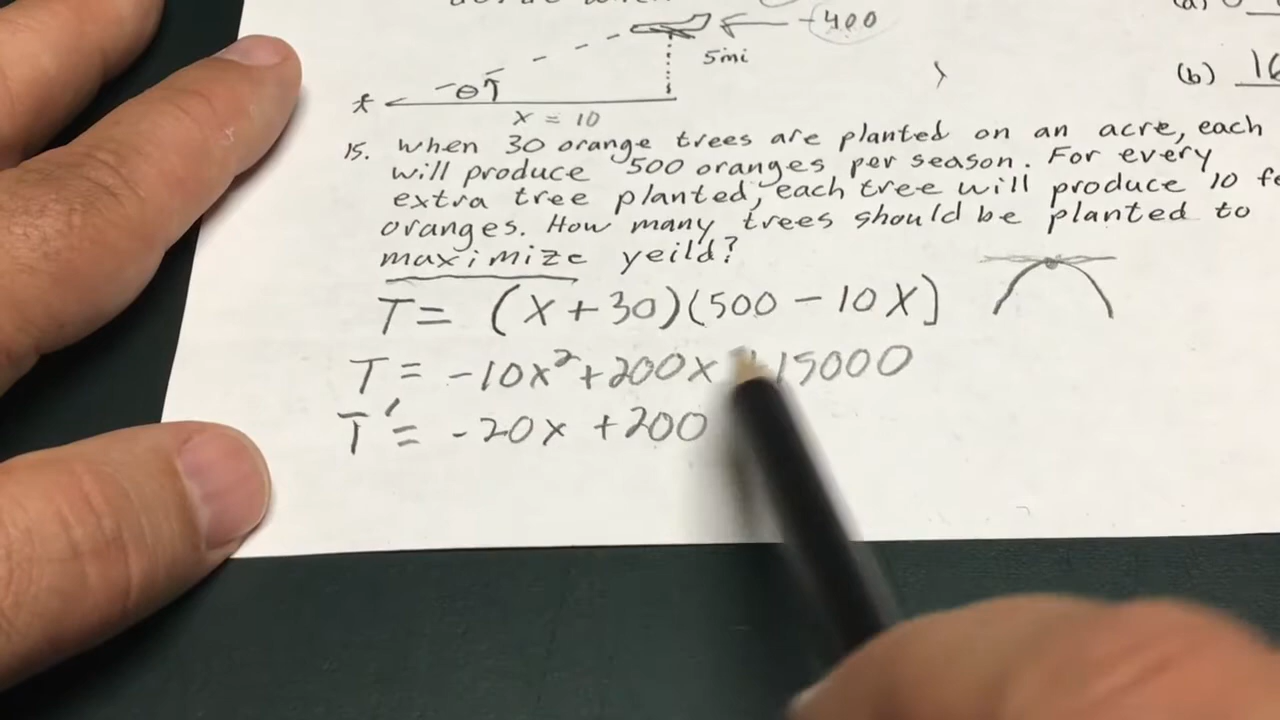 -400
5mi
(a)
θ
x = 10
(b) 16
15. When 30 orange trees are planted on an acre, each
will produce 500 oranges per season. For every
extra tree planted, each tree will produce 10 fe
oranges. How many trees should be planted to
maximize yeild?
T = (x + 30)(500 - 10x)
T = -10x² + 200x + 15000
T' = -20x + 200